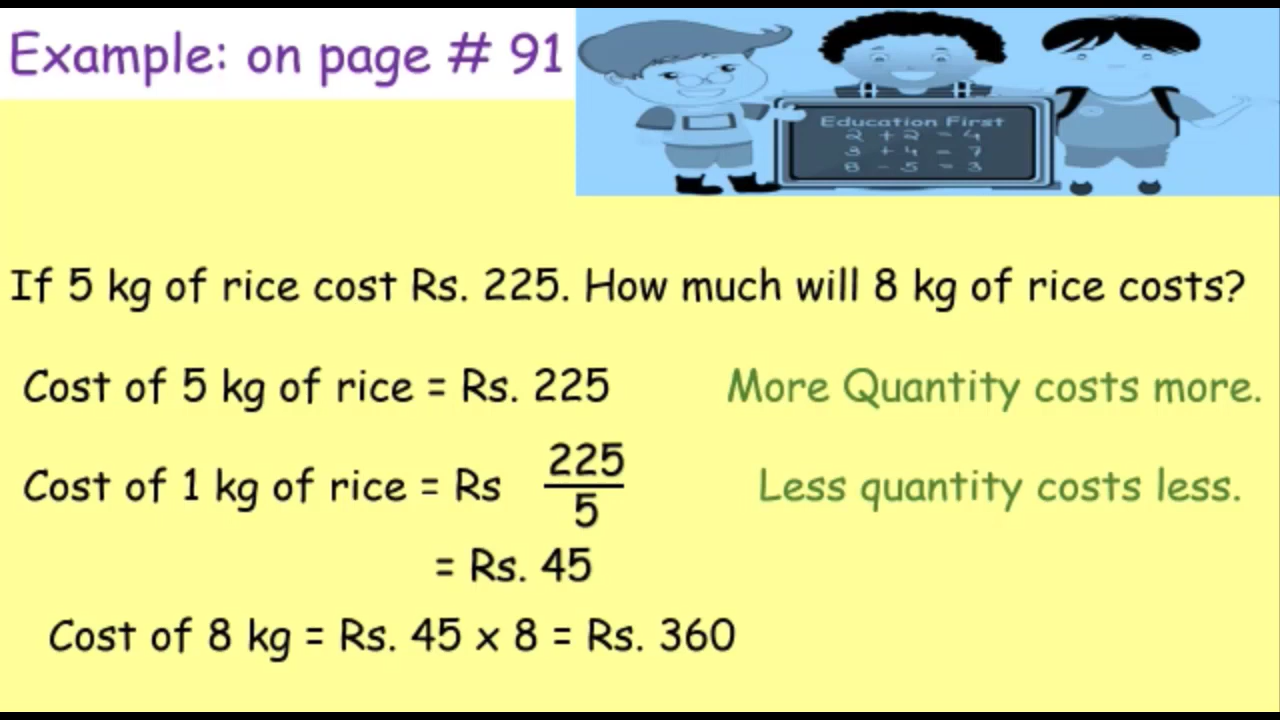 Example: on page # 91
Education First
2 + 2 = 4
3 + 4 = 7
8 - 5 = 3
If 5 kg of rice cost Rs. 225. How much will 8 kg of rice costs?
Cost of 5 kg of rice = Rs. 225
More Quantity costs more.
Cost of 1 kg of rice = Rs 225/5
Less quantity costs less.
= Rs. 45
Cost of 8 kg = Rs. 45 x 8 = Rs. 360